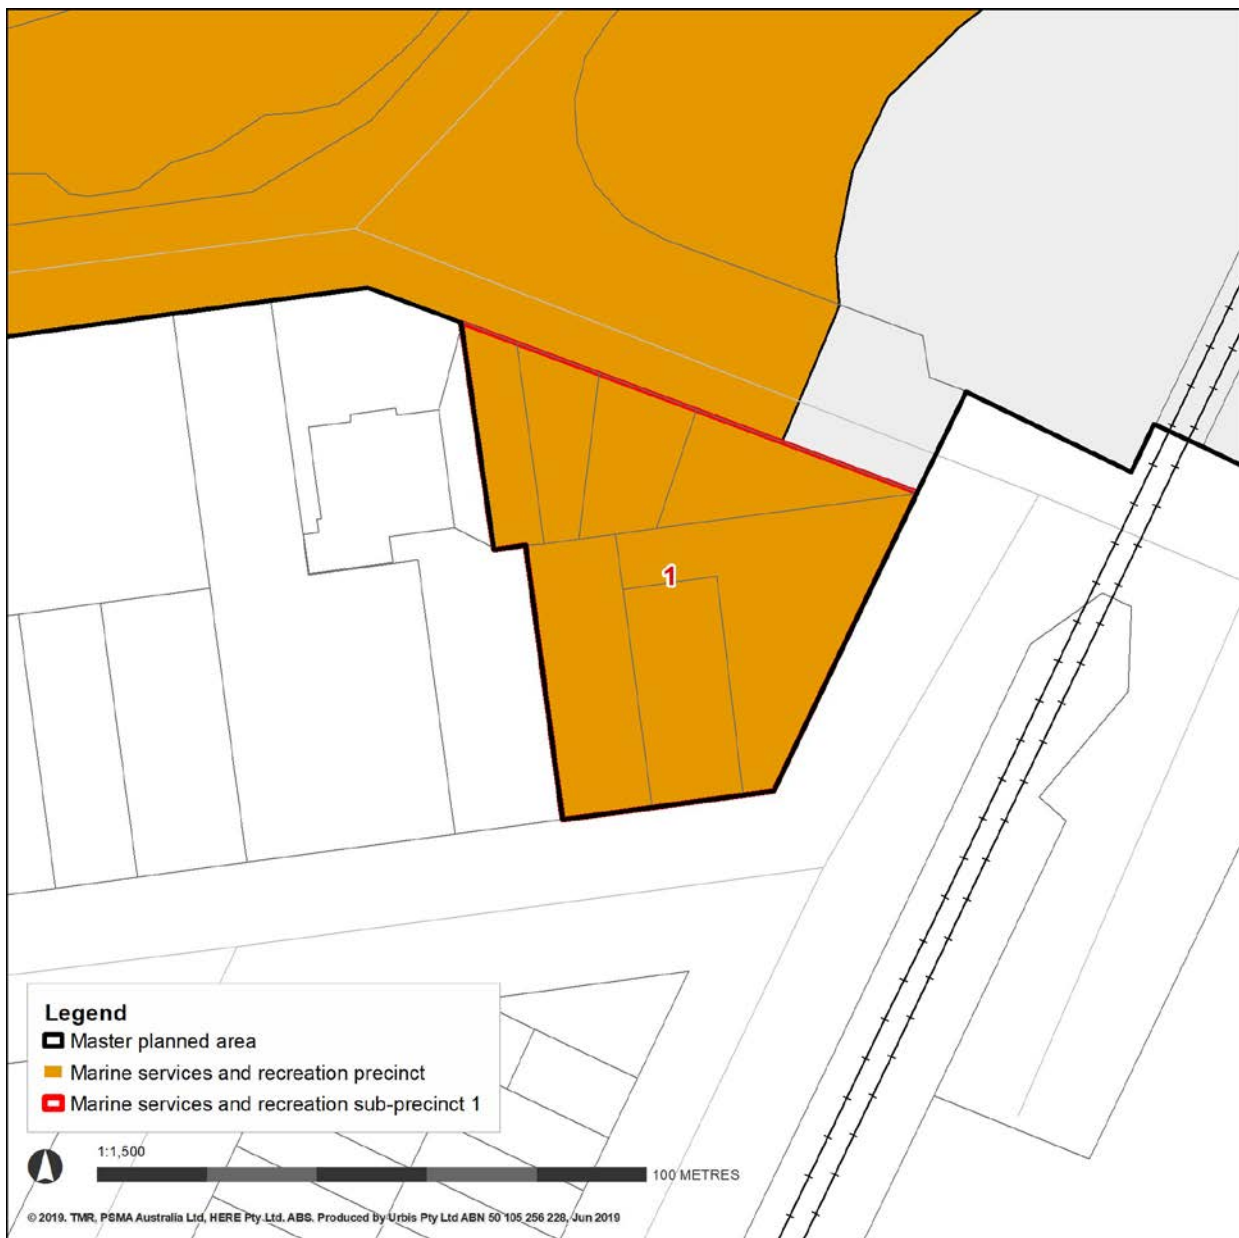 1
Legend
Master planned area
Marine services and recreation precinct
Marine services and recreation sub-precinct 1
1:1,500
100 METRES
© 2019. TMR, PSMA Australia Ltd, HERE Pty Ltd. ABS. Produced by Urbis Pty Ltd ABN 50 105 256 228, Jun 2019